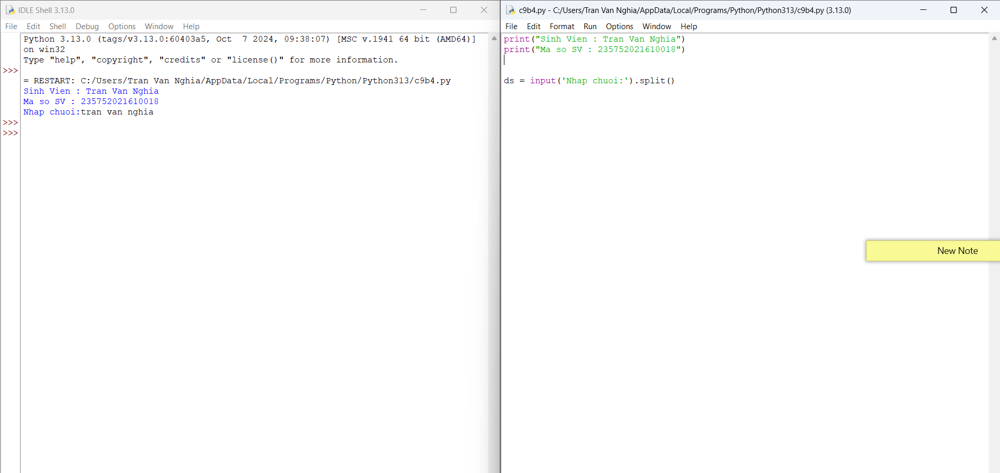 IDLE Shell 3.13.0
File Edit Shell Debug Options Window Help
Python 3.13.0 (tags/v3.13.0:60403a5, Oct  7 2024, 09:38:07) [MSC v.1941 64 bit (AMD64)]
on win32
Type "help", "copyright", "credits" or "license()" for more information.
>>>
= RESTART: C:/Users/Tran Van Nghia/AppData/Local/Programs/Python/Python313/c9b4.py
Sinh Vien : Tran Van Nghia
Ma so SV : 235752021610018
Nhap chuoi:tran van nghia
>>>
>>>
c9b4.py - C:/Users/Tran Van Nghia/AppData/Local/Programs/Python/Python313/c9b4.py (3.13.0)
File Edit Format Run Options Window Help
print("Sinh Vien : Tran Van Nghia")
print("Ma so SV : 235752021610018")
ds = input('Nhap chuoi:').split()
New Note